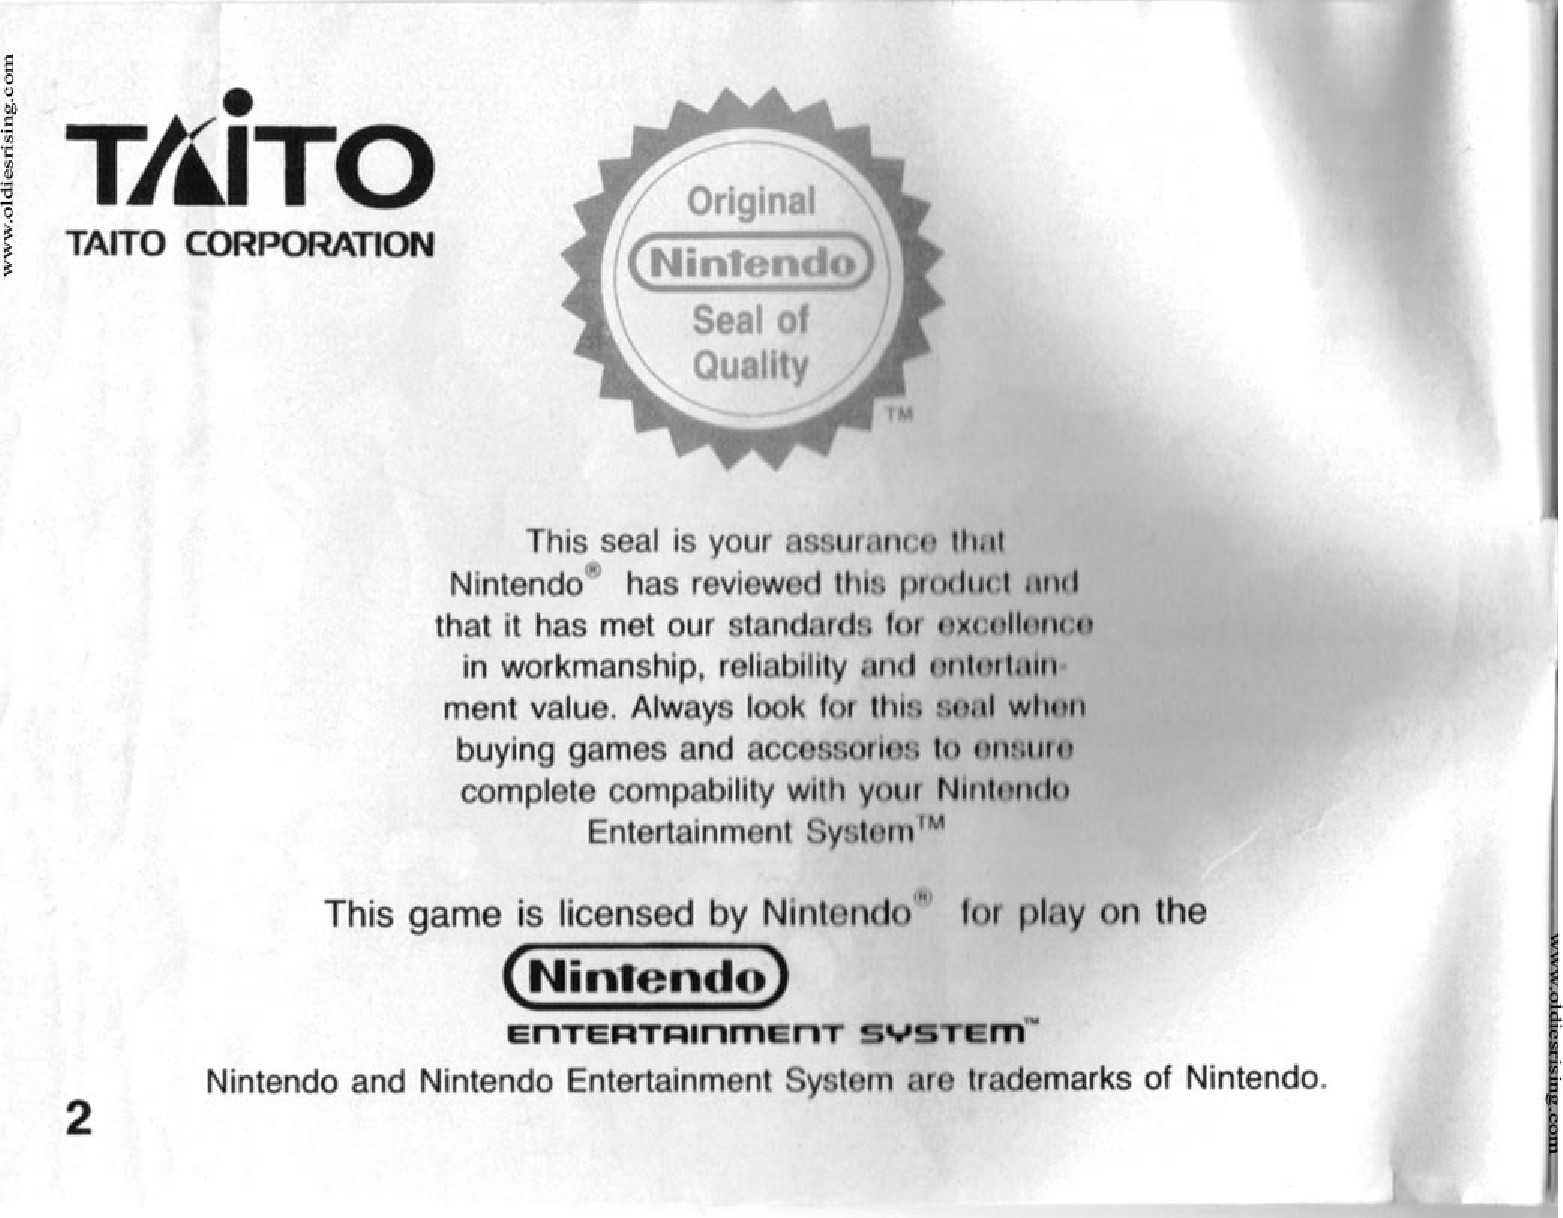 www.oldiesrising.com
TAiTO
TAITO CORPORATION
Original
Nintendo
Seal of
Quality
TM
This seal is your assurance that
Nintendo® has reviewed this product and
that it has met our standards for excellence
in workmanship, reliability and entertain-
ment value. Always look for this seal when
buying games and accessories to ensure
complete compability with your Nintendo
Entertainment System™
This game is licensed by Nintendo® for play on the
Nintendo
ENTERTAINMENT SYSTEM™
Nintendo and Nintendo Entertainment System are trademarks of Nintendo.
2
www.oldiesrising.com